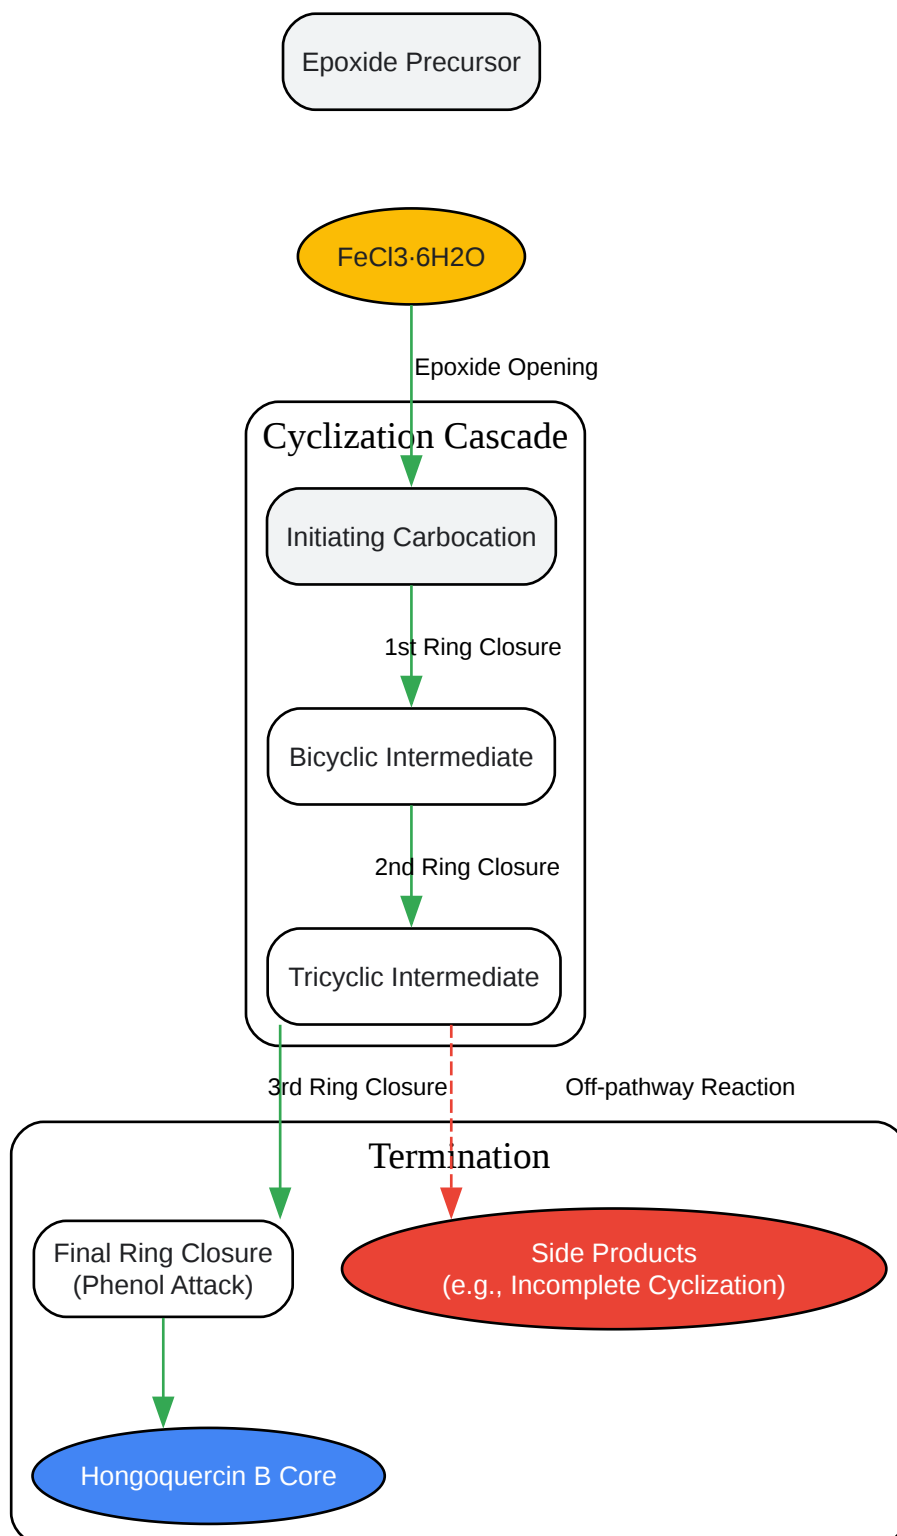 Epoxide Precursor
FeCl3·6H2O
Epoxide Opening
Cyclization Cascade
Initiating Carbocation
1st Ring Closure
Bicyclic Intermediate
2nd Ring Closure
Tricyclic Intermediate
3rd Ring Closure
Off-pathway Reaction
Termination
Final Ring Closure
(Phenol Attack)
Side Products
(e.g., Incomplete Cyclization)
Hongoquercin B Core